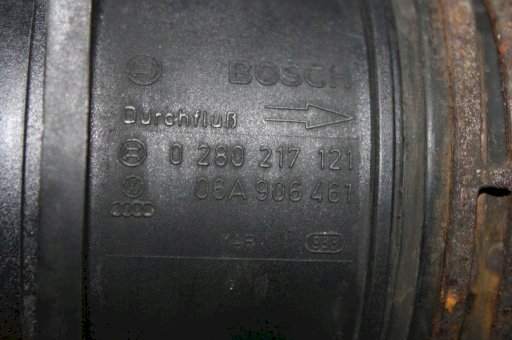 BOSCH
Durchfluß
0 280 217 121
06A 906 461